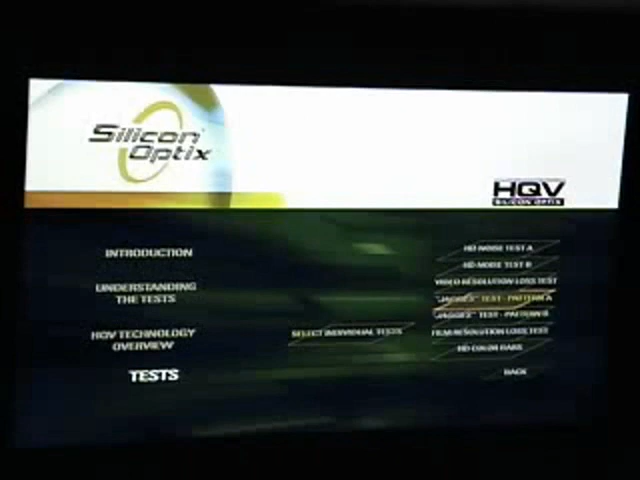 Silicon
Optix
HQV
SILICON OPTIX
INTRODUCTION
UNDERSTANDING
THE TESTS
HQV TECHNOLOGY
OVERVIEW
TESTS
SELECT INDIVIDUAL TESTS
HD NOISE TEST A
HD NOISE TEST B
VIDEO RESOLUTION LOSS TEST
"JAGGIES" TEST - PATTERN A
"JAGGIES" TEST - PATTERN B
FILM RESOLUTION LOSS TEST
HD COLOR BARS
BACK